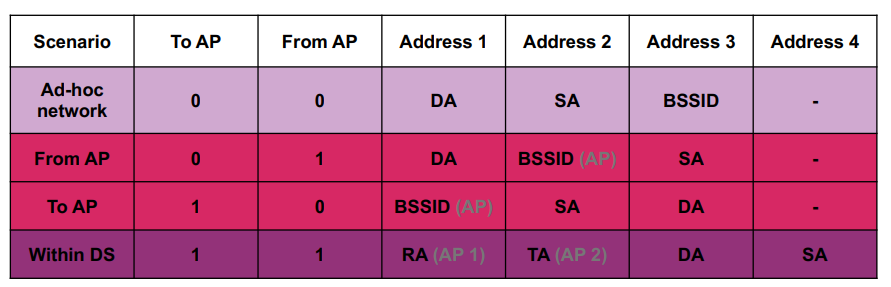 Scenario To AP From AP Address 1 Address 2 Address 3 Address 4
Ad-hoc
network 0 0 DA SA BSSID -
From AP 0 1 DA BSSID (AP) SA -
To AP 1 0 BSSID (AP) SA DA -
Within DS 1 1 RA (AP 1) TA (AP 2) DA SA